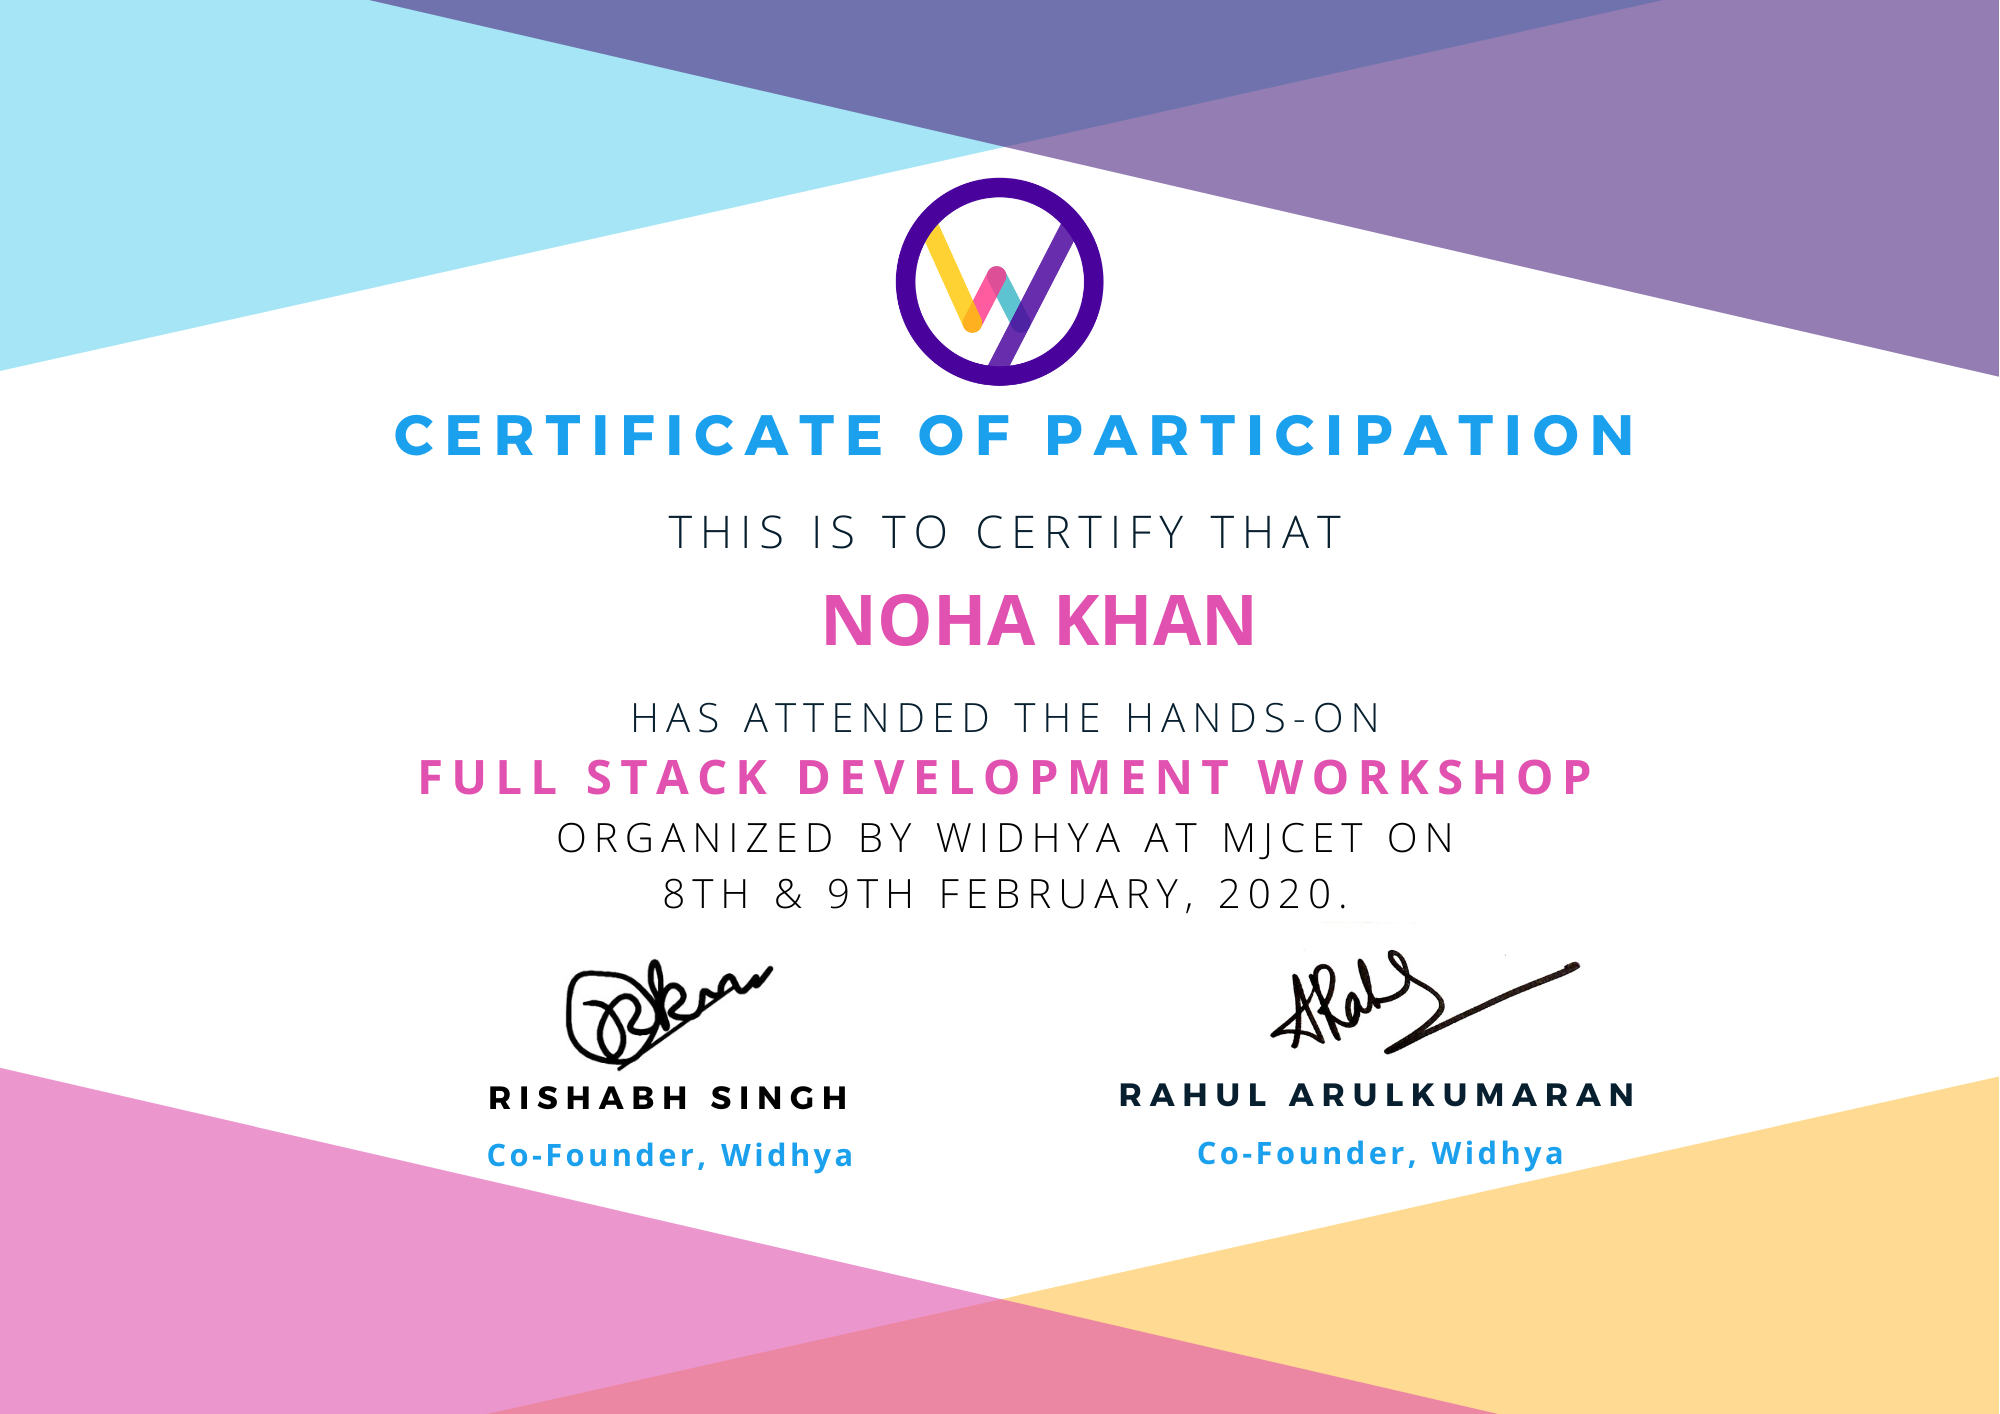 CERTIFICATE OF PARTICIPATION
THIS IS TO CERTIFY THAT
NOHA KHAN
HAS ATTENDED THE HANDS-ON
FULL STACK DEVELOPMENT WORKSHOP
ORGANIZED BY WIDHYA AT MJCET ON
8TH & 9TH FEBRUARY, 2020.
RISHABH SINGH
Co-Founder, Widhya
RAHUL ARULKUMARAN
Co-Founder, Widhya